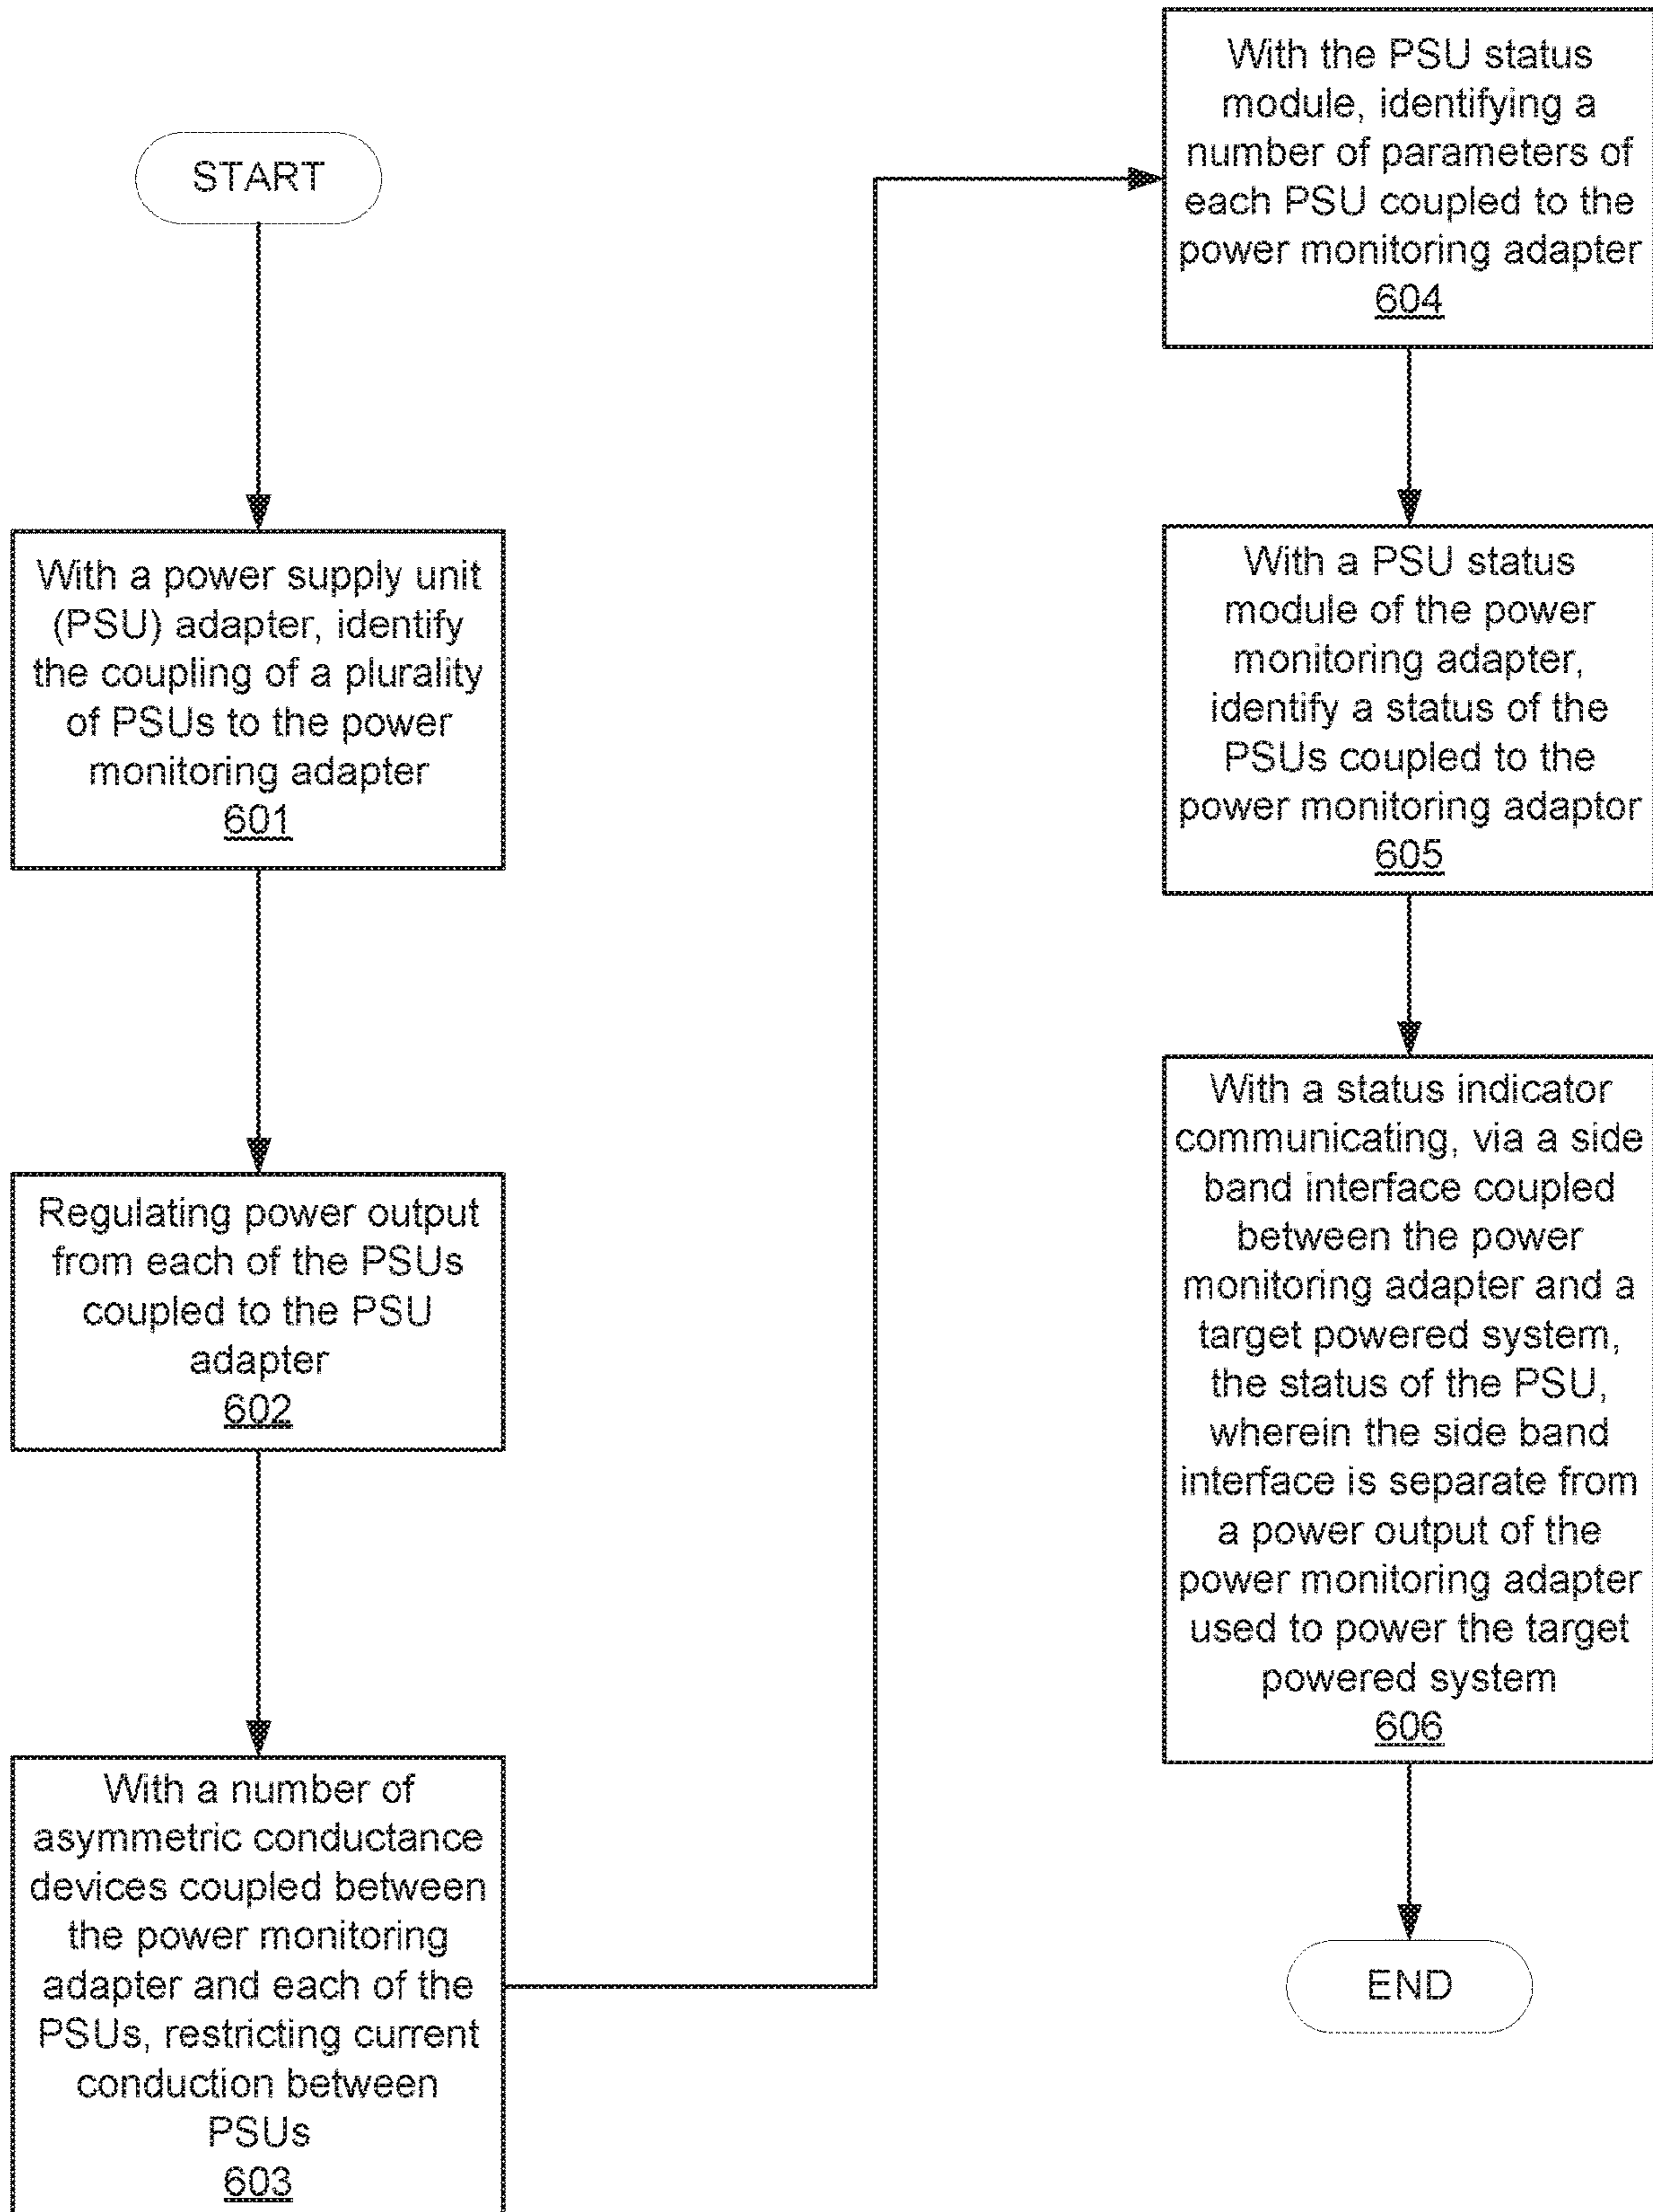 START
With a power supply unit
(PSU) adapter, identify
the coupling of a plurality
of PSUs to the power
monitoring adapter
601
Regulating power output
from each of the PSUs
coupled to the PSU
adapter
602
With a number of
asymmetric conductance
devices coupled between
the power monitoring
adapter and each of the
PSUs, restricting current
conduction between
PSUs
603
With the PSU status
module, identifying a
number of parameters of
each PSU coupled to the
power monitoring adapter
604
With a PSU status
module of the power
monitoring adapter,
identify a status of the
PSUs coupled to the
power monitoring adaptor
605
With a status indicator
communicating, via a side
band interface coupled
between the power
monitoring adapter and a
target powered system,
the status of the PSU,
wherein the side band
interface is separate from
a power output of the
power monitoring adapter
used to power the target
powered system
606
END